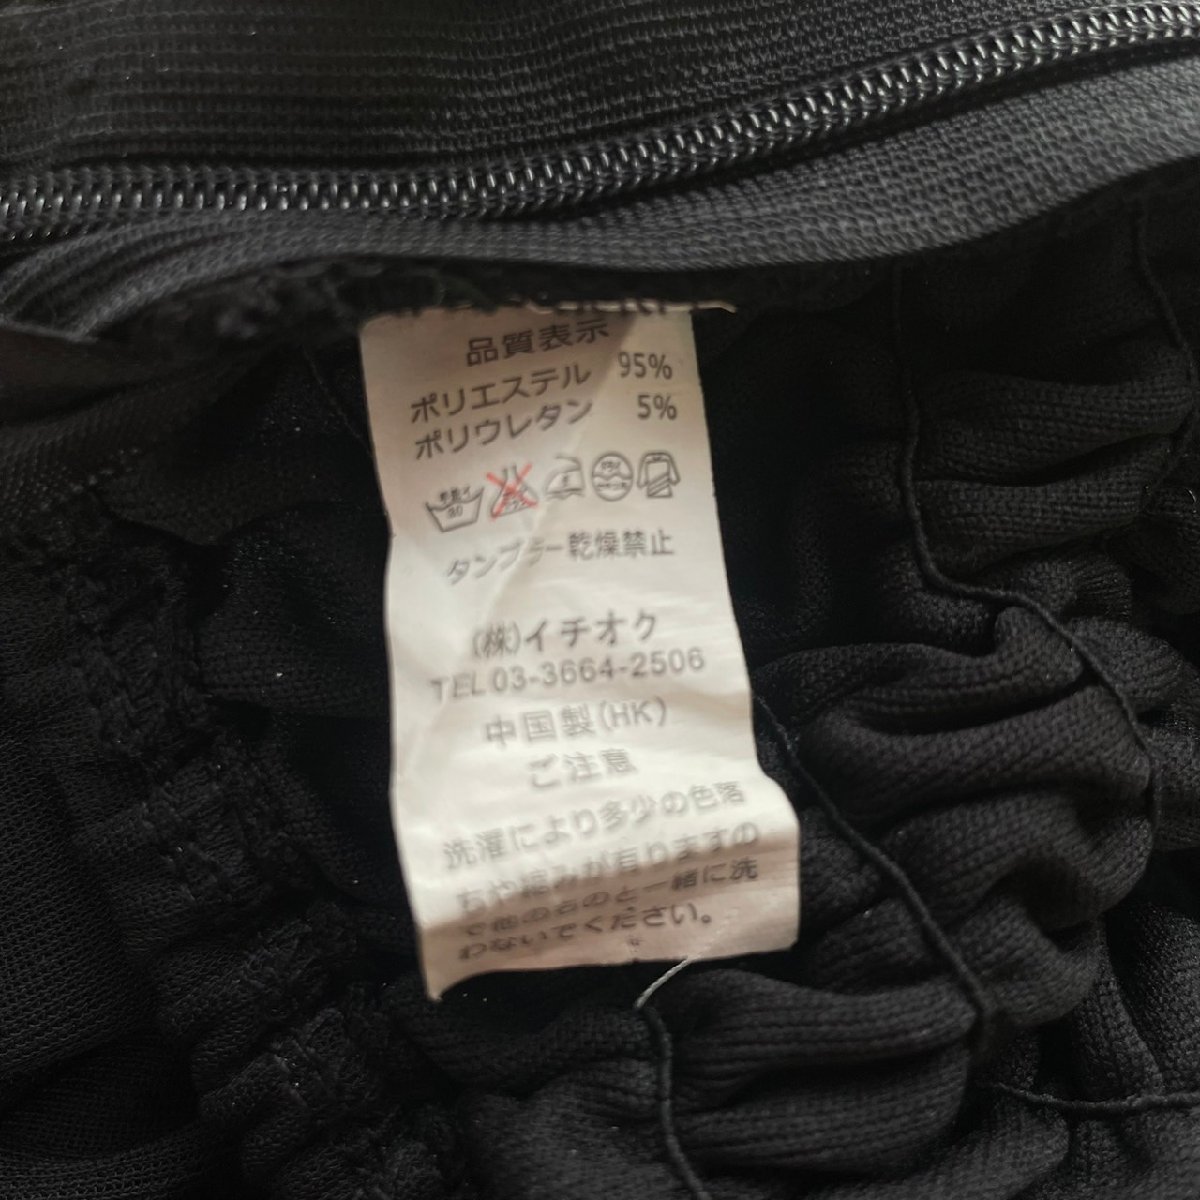 品質表示
ポリエステル 95%
ポリウレタン 5%
タンブラー乾燥禁止
(株)イチオク
TEL03-3664-2506
中国製(HK)
ご注意
洗濯により多少の色落
ちや縮みが有りますの
で他のものと一緒に洗
わないでください。